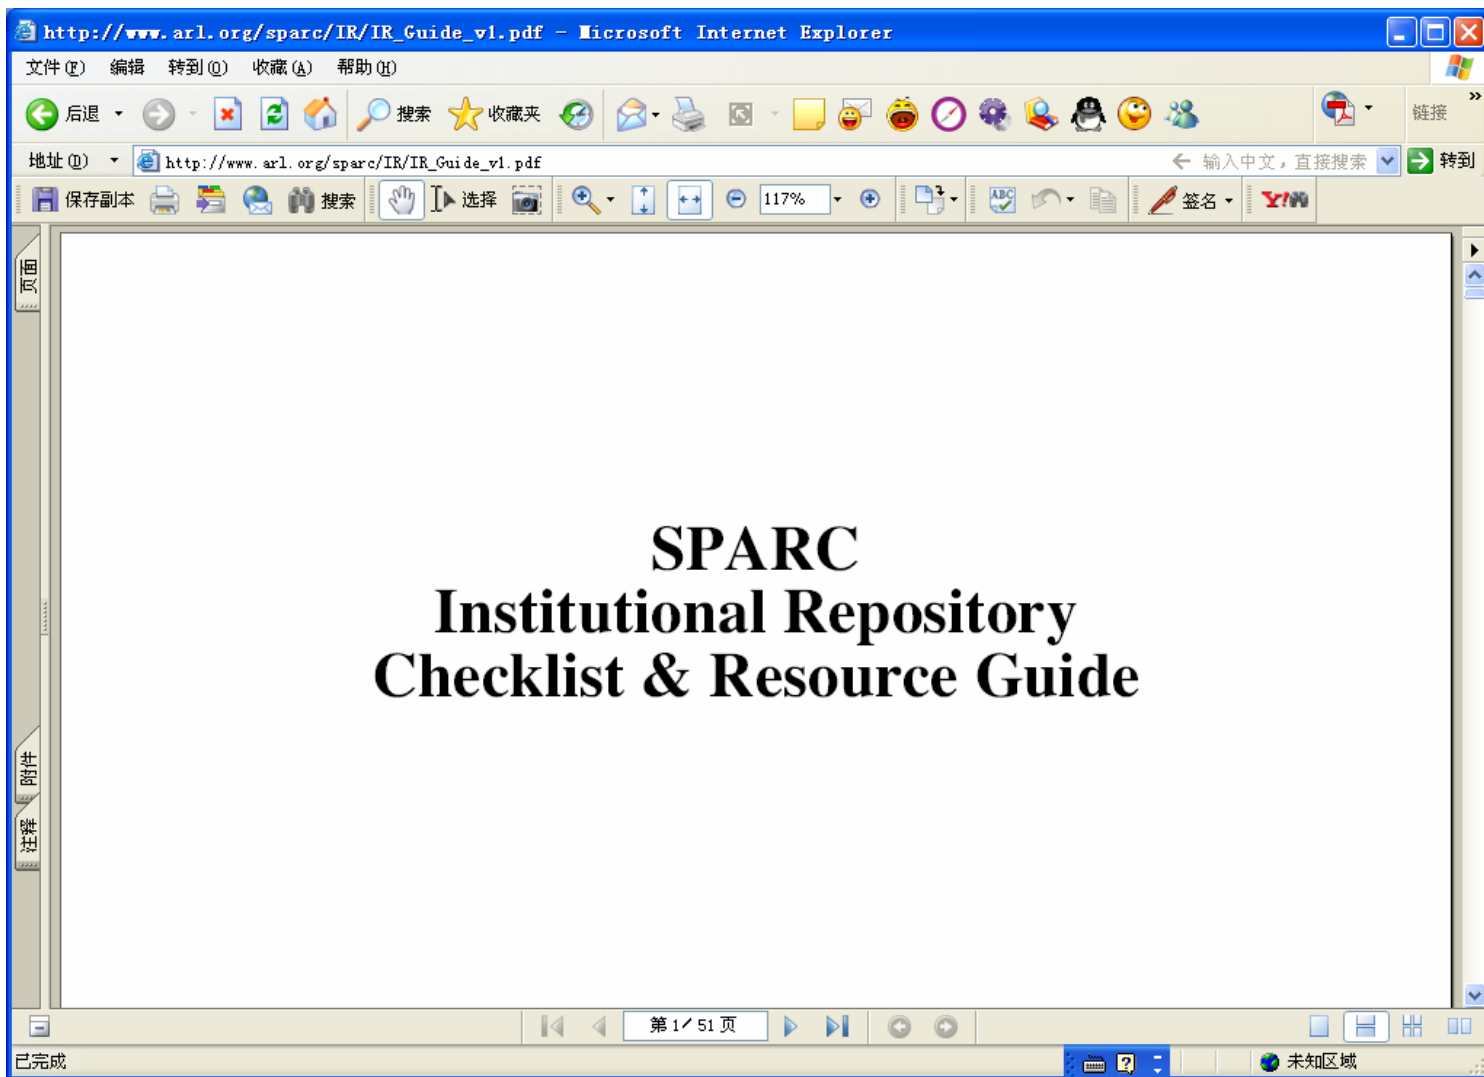 http://www.arl.org/sparc/IR/IR_Guide_v1.pdf - Microsoft Internet Explorer
文件(F) 编辑 转到(O) 收藏(A) 帮助(H)
后退 搜索 收藏夹 链接 »
地址(D) http://www.arl.org/sparc/IR/IR_Guide_v1.pdf ← 输入中文，直接搜索 转到
保存副本 搜索 选择 117% ABC 签名 Y!
页面
SPARC
Institutional Repository
Checklist & Resource Guide
附件
注释
第 1/51 页
已完成 未知区域